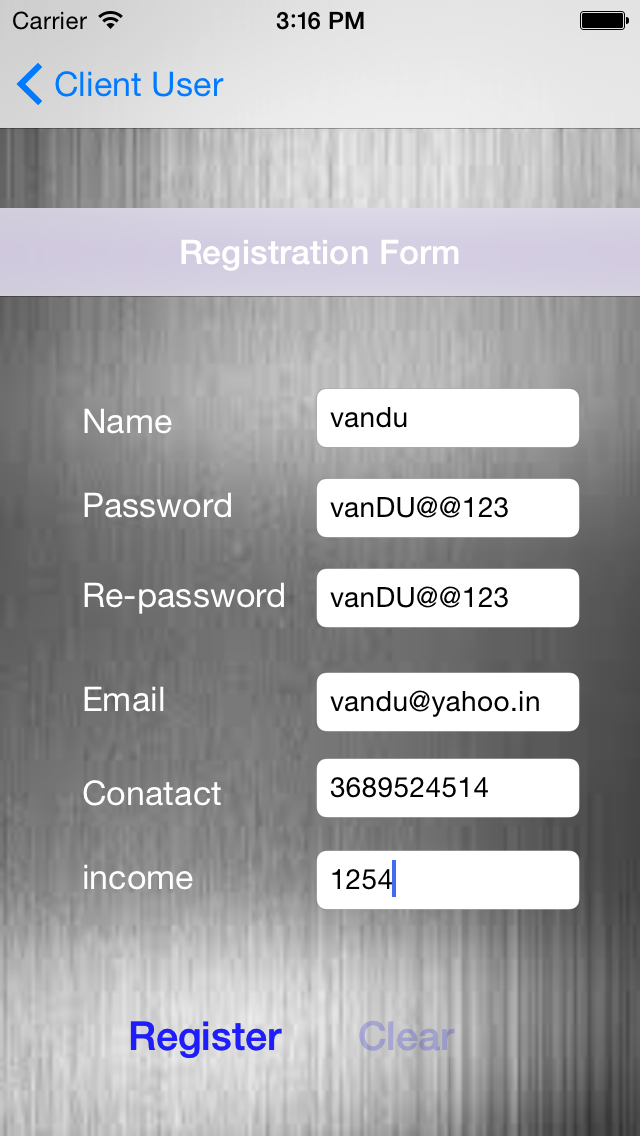 Carrier 3:16 PM
Client User
Registration Form
Name vandu
Password vanDU@@123
Re-password vanDU@@123
Email vandu@yahoo.in
Conatact 3689524514
income 1254
Register Clear